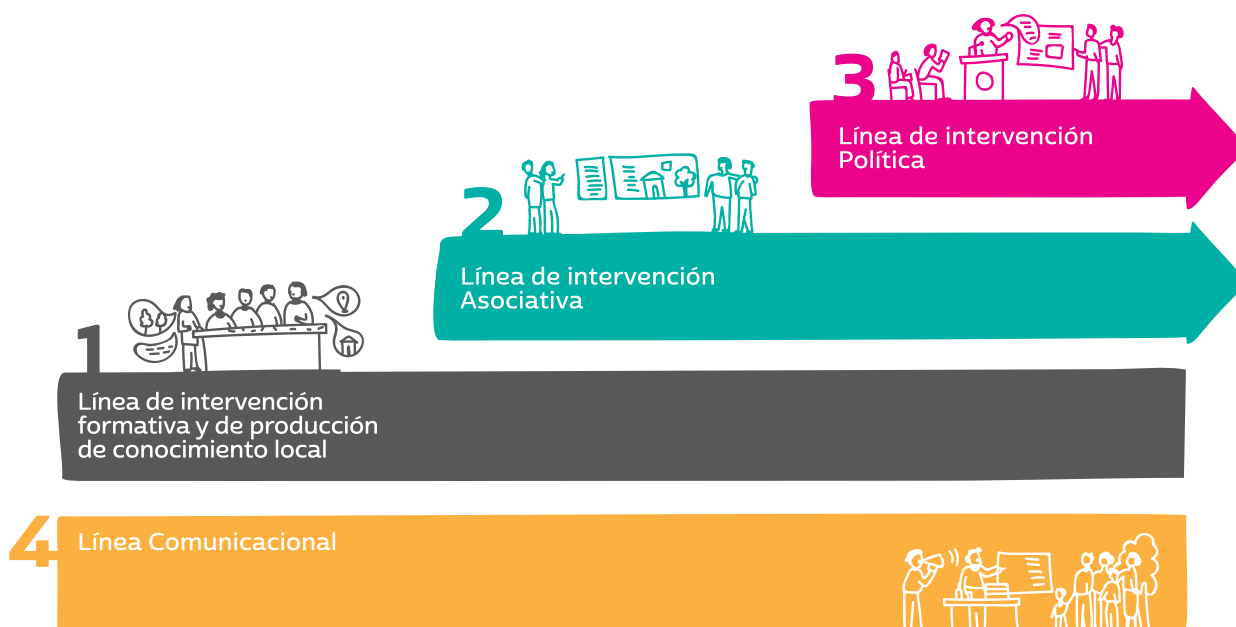 3
Línea de intervención
Política
2
Línea de intervención
Asociativa
1
Línea de intervención
formativa y de producción
de conocimiento local
4
Línea Comunicacional